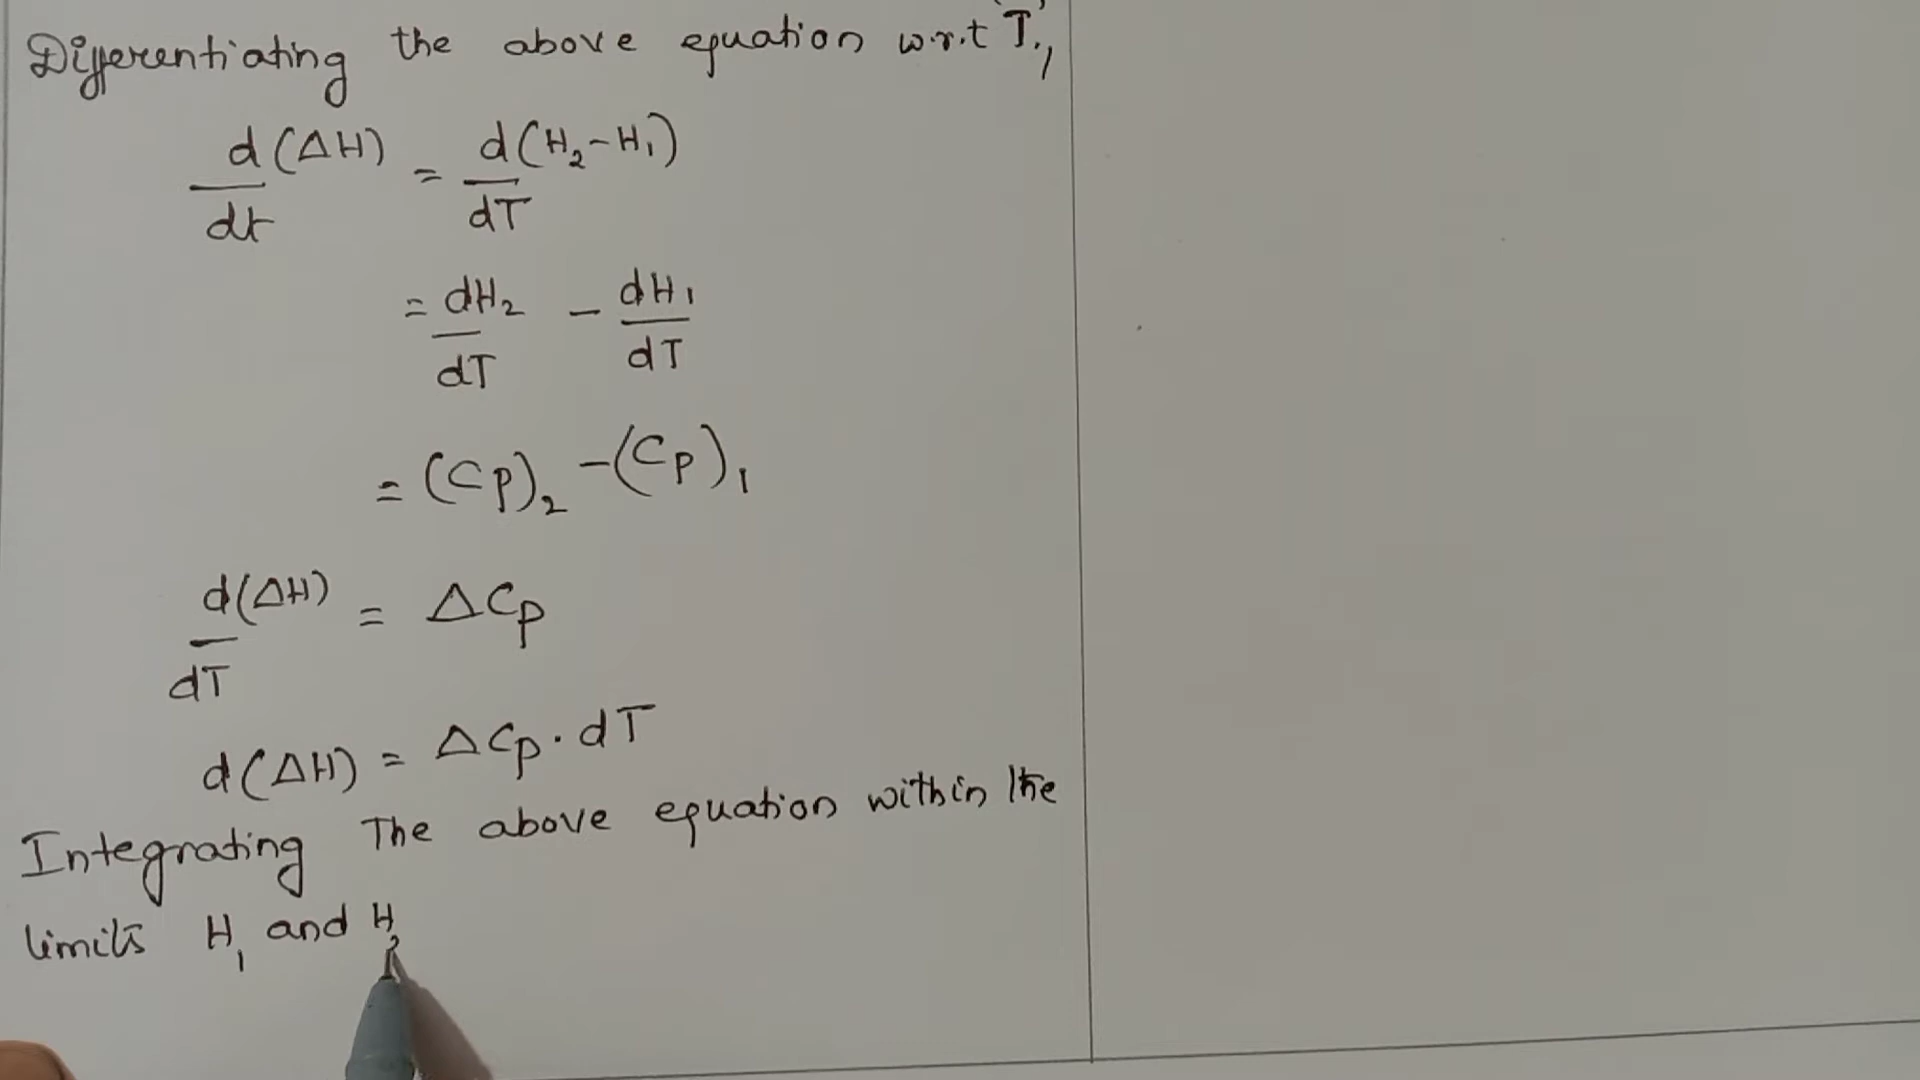 Differentiating the above equation w.r.t 'T',
d(ΔH)/dt = d(H₂-H₁)/dT
= dH₂/dT - dH₁/dT
= (Cp)₂ -(Cp)₁
d(ΔH)/dT = ΔCp
d(ΔH) = ΔCp · dT
Integrating The above equation within the
limits H₁ and H₂